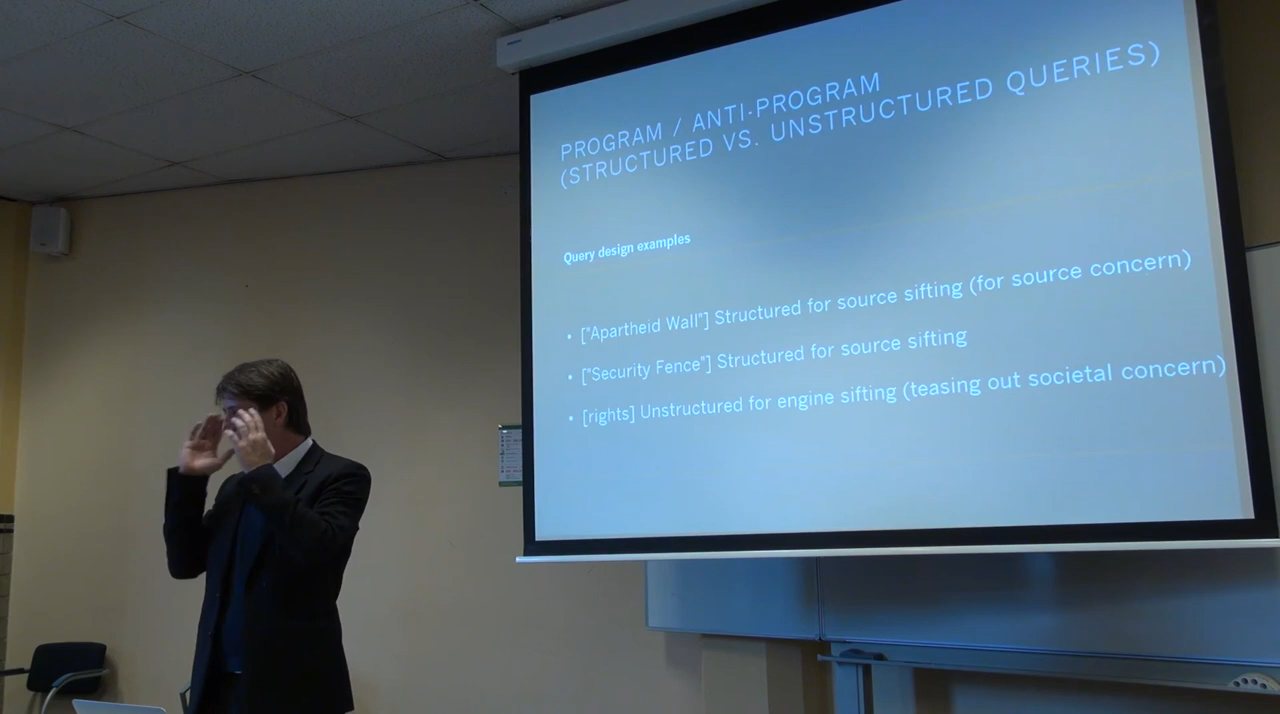 PROGRAM / ANTI-PROGRAM
(STRUCTURED VS. UNSTRUCTURED QUERIES)
Query design examples
• ["Apartheid Wall"] Structured for source sifting (for source concern)
• ["Security Fence"] Structured for source sifting
• [rights] Unstructured for engine sifting (teasing out societal concern)